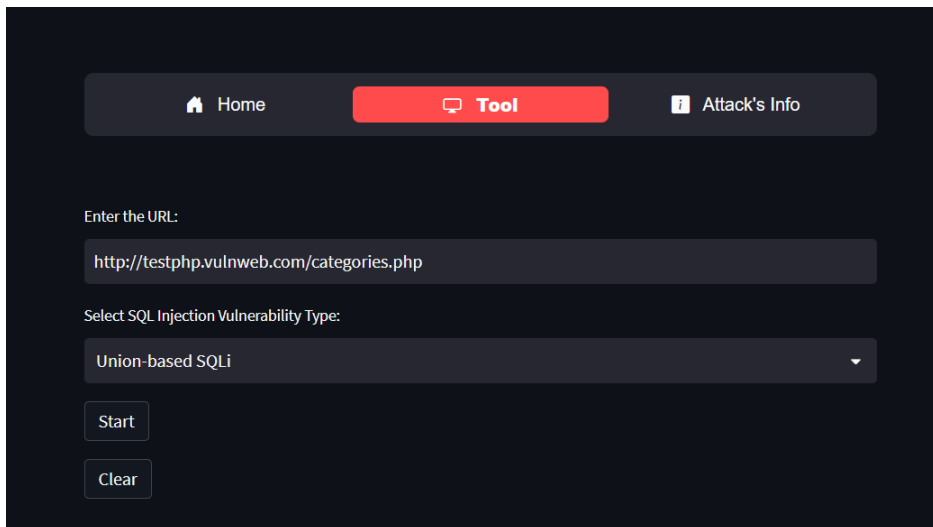 Home Tool Attack's Info
Enter the URL:
http://testphp.vulnweb.com/categories.php
Select SQL Injection Vulnerability Type:
Union-based SQLi
Start
Clear